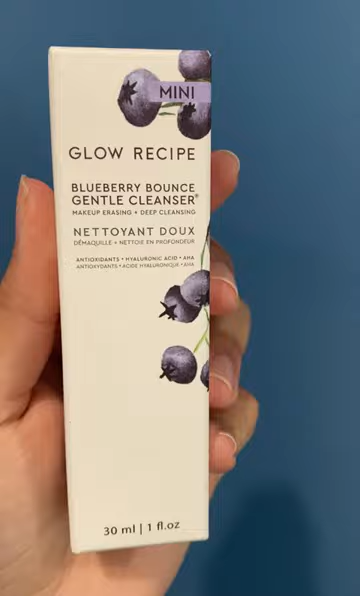 MINI
GLOW RECIPE
BLUEBERRY BOUNCE
GENTLE CLEANSER®
MAKEUP ERASING + DEEP CLEANSING
NETTOYANT DOUX
DÉMAQUILLE + NETTOIE EN PROFONDEUR
ANTIOXIDANTS • HYALURONIC ACID • AHA
ANTIOXYDANTS • ACIDE HYALURONIQUE • AHA
30 ml | 1 fl.oz